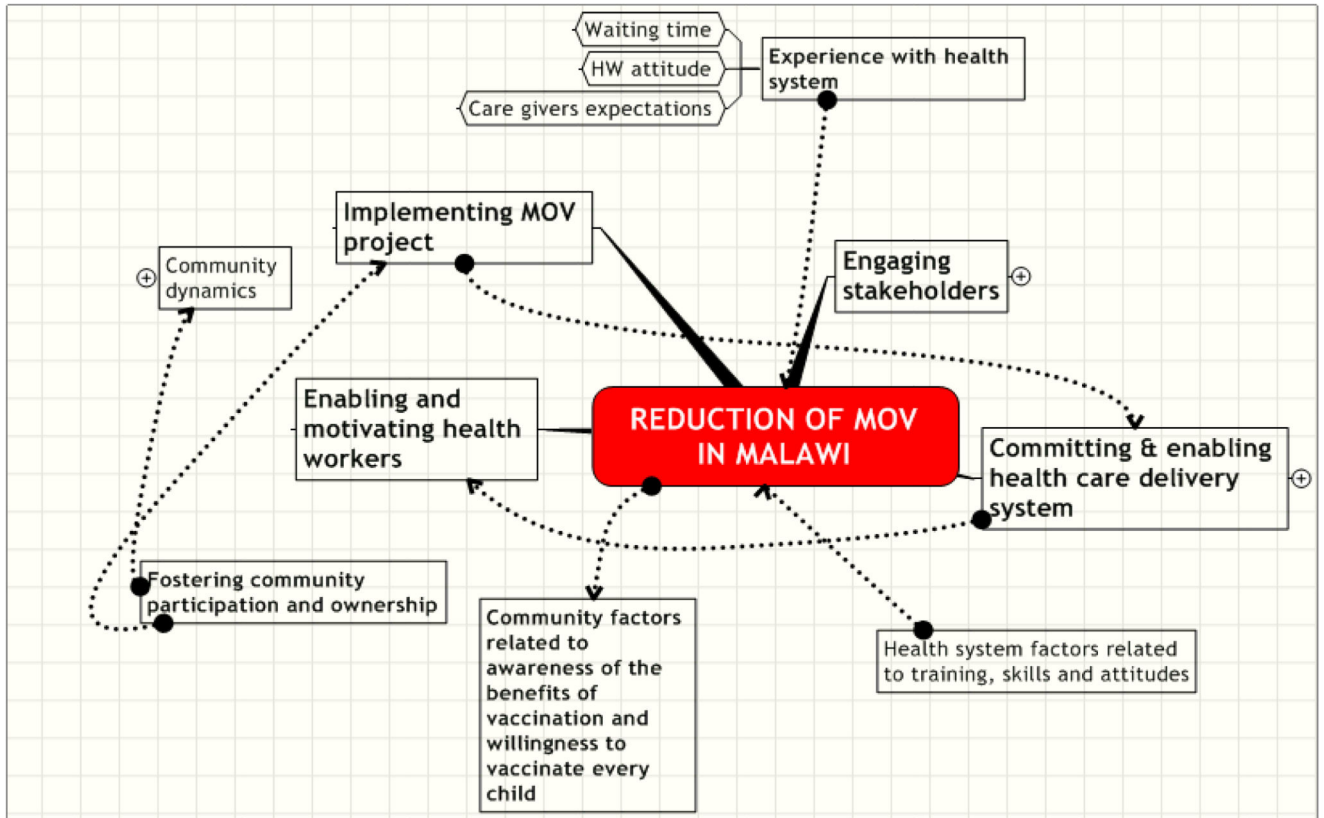 Waiting time
HW attitude
Care givers expectations
Experience with health
system
Implementing MOV
project
Community
dynamics
Engaging
stakeholders
Enabling and
motivating health
workers
REDUCTION OF MOV
IN MALAWI
Committing & enabling
health care delivery
system
Fostering community
participation and ownership
Community factors
related to
awareness of the
benefits of
vaccination and
willingness to
vaccinate every
child
Health system factors related
to training, skills and attitudes